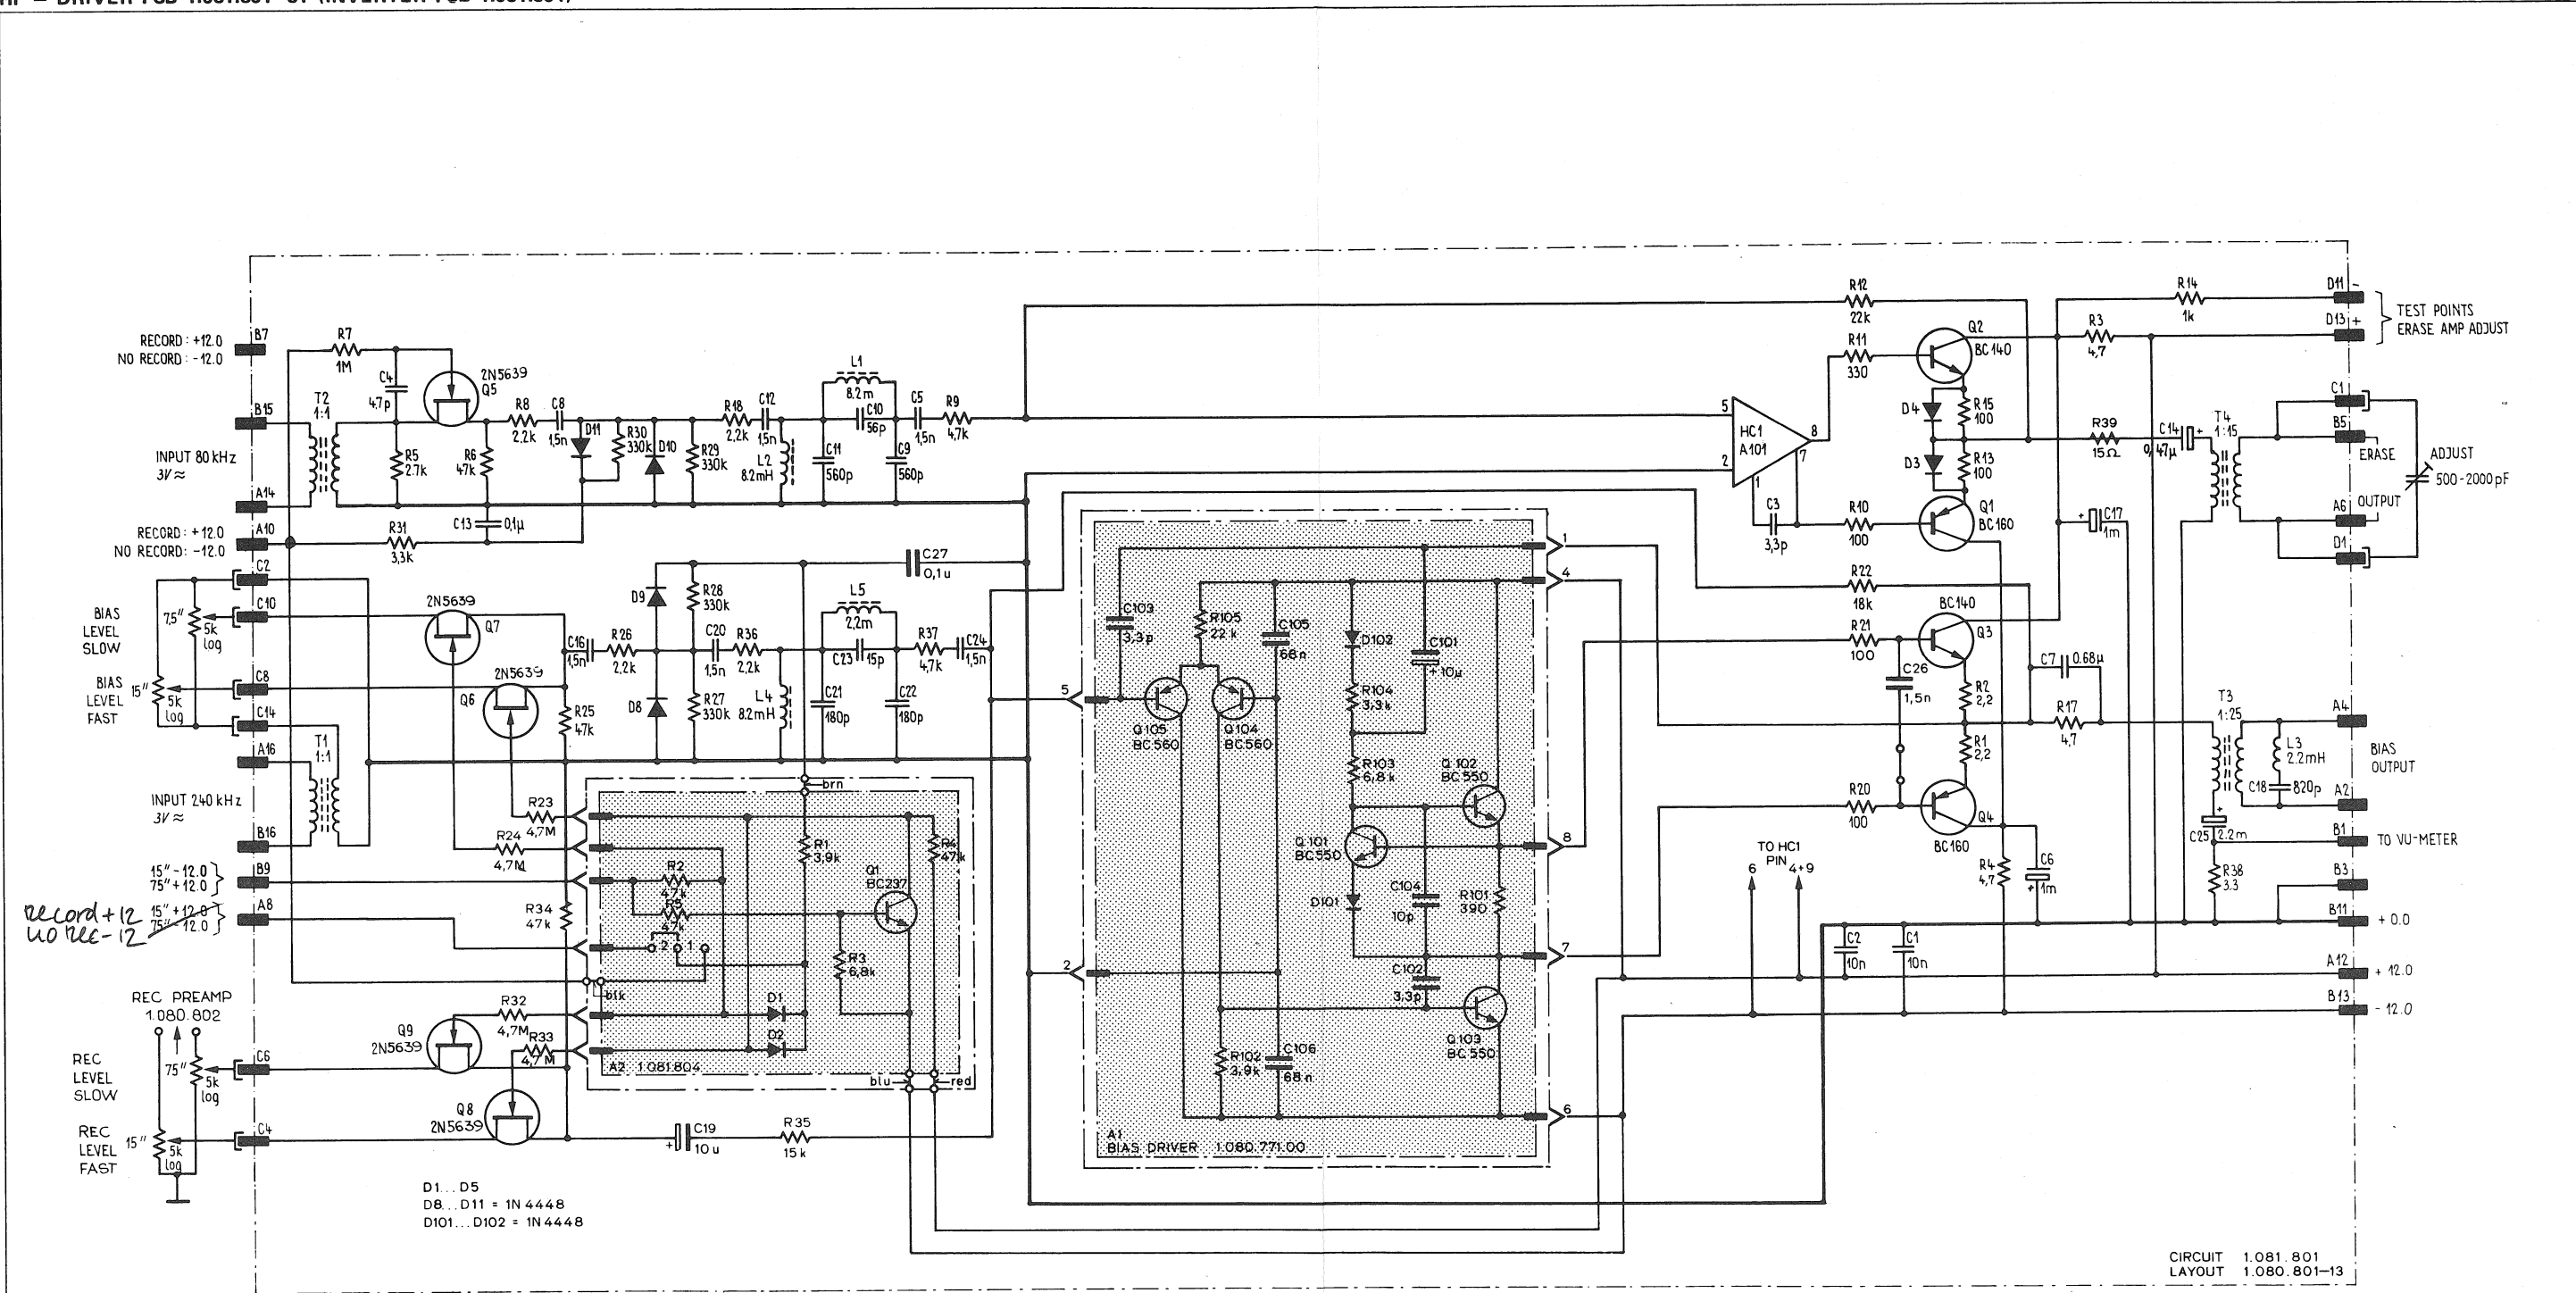 RECORD: +12.0
NO RECORD: -12.0
B7
R7
1M
C4
4.7p
2N5639
Q5
B15
T2
1:1
INPUT 80 kHz
3V ≈
A14
R5
2.7k
R6
47k
R8
2.2k
C8
1,5n
D11
R30
330k
D10
R29
330k
R18
2,2k
C12
1,5n
L2
8.2mH
L1
8.2m
C10
56p
C11
560p
C9
560p
C5
1,5n
R9
4,7k
RECORD: +12.0
NO RECORD: -12.0
A10
R31
3,3k
C13
0,1µ
C2
BIAS
LEVEL
SLOW
7,5"
5k
log
C10
2N5639
Q7
BIAS
LEVEL
FAST
15"
5k
log
C8
2N5639
Q6
C14
A16
T1
1:1
INPUT 240 kHz
3V ≈
B16
C16
1,5n
R26
2,2k
R25
47k
D9
R28
330k
C20
1,5n
R36
2,2k
D8
R27
330k
L4
8.2mH
L5
2,2m
C23
15p
C21
180p
C22
180p
R37
4,7k
C24
1,5n
C27
0,1u
R23
4,7M
R24
4,7M
15" -12.0
75" +12.0
B9
15" +12.0
75" -12.0
A8
Record +12
no rec -12
R34
47k
brn
R1
3,9k
R2
47k
R5
47k
Q1
BC237
R4
47k
2
1
R3
6,8k
blk
D1
D2
A2 1.081.804
blu
red
REC PREAMP
1.080.802
R32
4,7M
R33
4,7M
Q9
2N5639
REC
LEVEL
SLOW
75"
5k
log
C6
Q8
2N5639
REC
LEVEL
FAST
15"
5k
log
C4
+
C19
10u
R35
15k
D1...D5
D8...D11 = 1N 4448
D101...D102 = 1N 4448
5
2
C103
3,3p
R105
22k
C105
68n
D102
R104
3,3k
C101
+ 10µ
Q105
BC560
Q104
BC560
R103
6,8k
Q102
BC 550
Q101
BC550
D101
C104
10p
R101
390
C102
3,3p
Q103
BC 550
R102
3,9k
C106
68n
A1
BIAS DRIVER 1.080.771.00
1
4
8
7
6
5
2
HC1
A101
8
7
1
C3
3,3p
R12
22k
R11
330
Q2
BC140
D4
R15
100
D3
R13
100
R10
100
Q1
BC160
R22
18k
R21
100
BC140
Q3
C26
1,5n
R2
2,2
R1
2,2
R20
100
Q4
BC160
C7
0.68µ
R17
4,7
TO HC1
PIN
6
4+9
R4
4,7
C6
+
1m
C2
10n
C1
10n
R14
1k
R3
4,7
D11 -
D13 +
TEST POINTS
ERASE AMP ADJUST
R39
15Ω
C14
+
0,47µ
T4
1:15
+
C17
1m
C1
B5
ERASE
OUTPUT
A6
D1
ADJUST
500-2000pF
T3
1:25
L3
2.2mH
C18
820p
A4
BIAS
OUTPUT
A2
+
C25
2.2m
R38
3.3
B1
TO VU-METER
B3
B11
+ 0.0
A12
+ 12.0
B13
- 12.0
CIRCUIT 1.081.801
LAYOUT 1.080.801-13